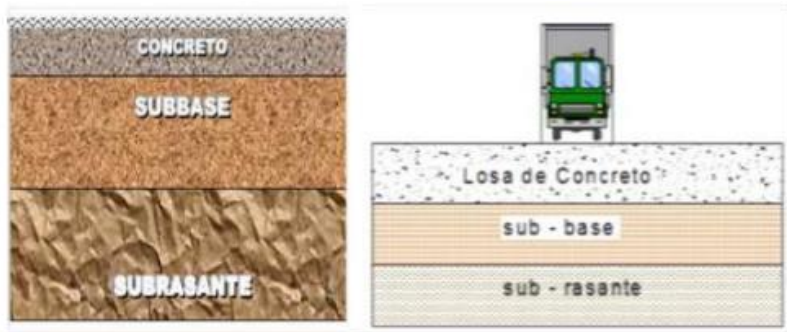 CONCRETO
SUBBASE
SUBRASANTE
Losa de Concreto
sub - base
sub - rasante